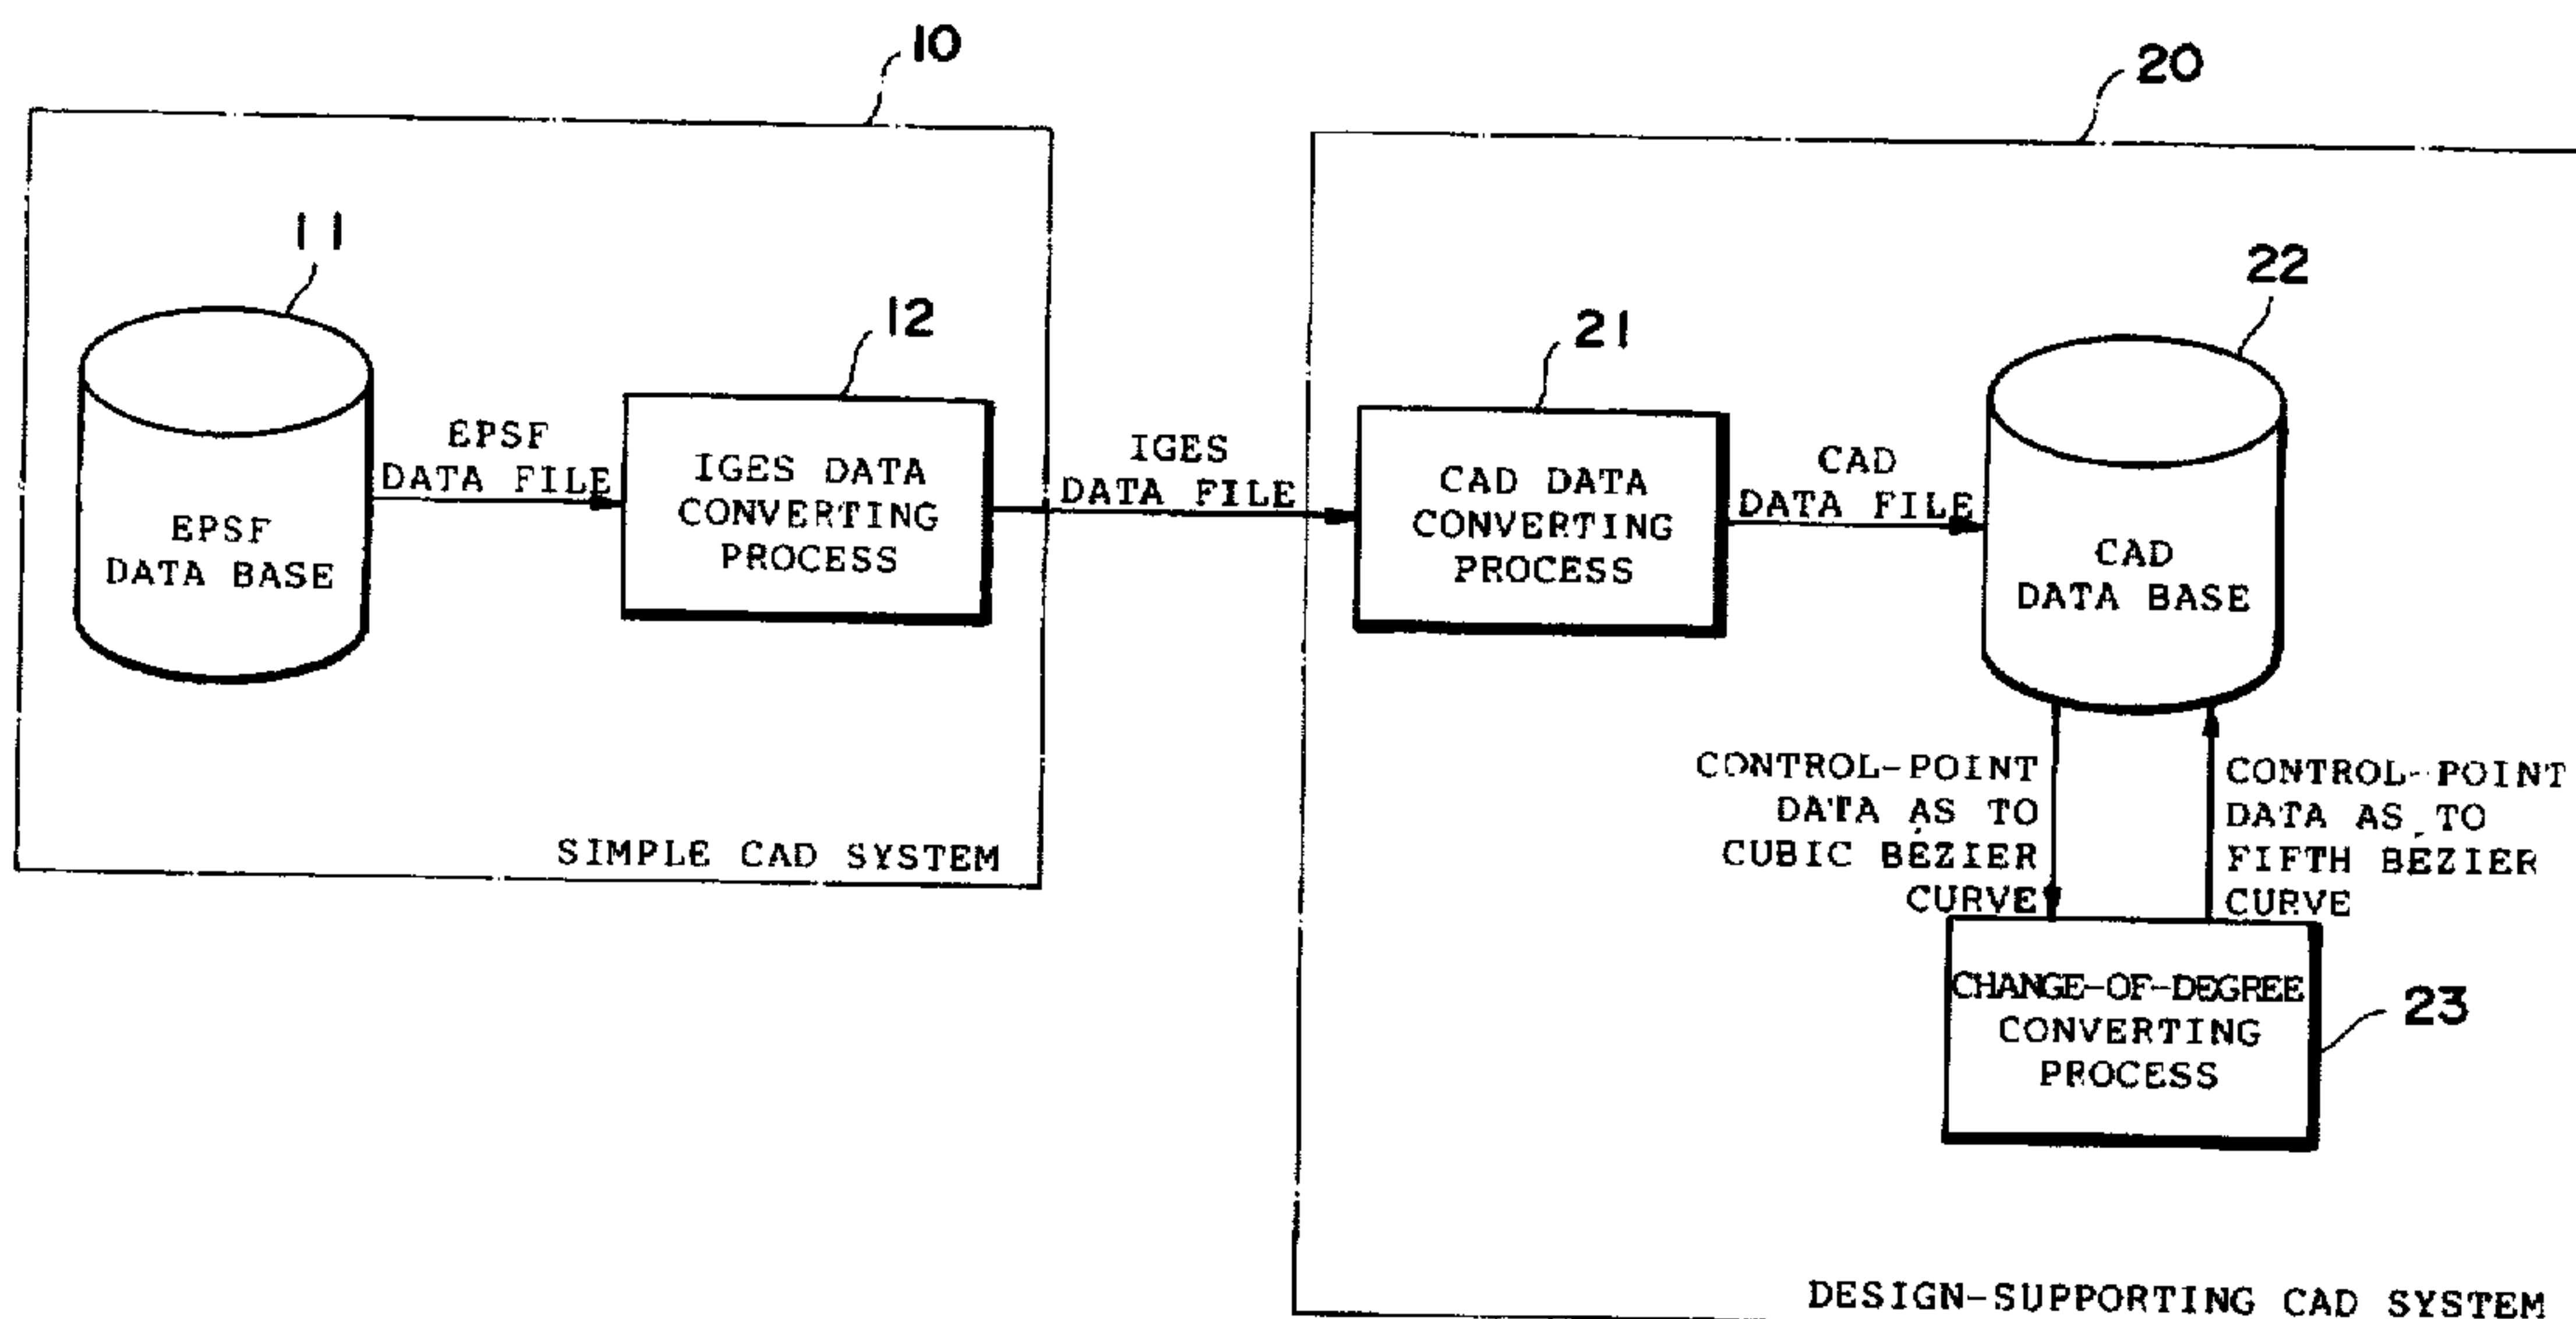 10
20
11
12
21
22
EPSF
DATA FILE
EPSF
DATA BASE
IGES DATA
CONVERTING
PROCESS
IGES
DATA FILE
CAD DATA
CONVERTING
PROCESS
CAD
DATA FILE
CAD
DATA BASE
SIMPLE CAD SYSTEM
CONTROL-POINT
DATA AS TO
CUBIC BÉZIER
CURVE
CONTROL-POINT
DATA AS TO
FIFTH BÉZIER
CURVE
CHANGE-OF-DEGREE
CONVERTING
PROCESS
23
DESIGN-SUPPORTING CAD SYSTEM